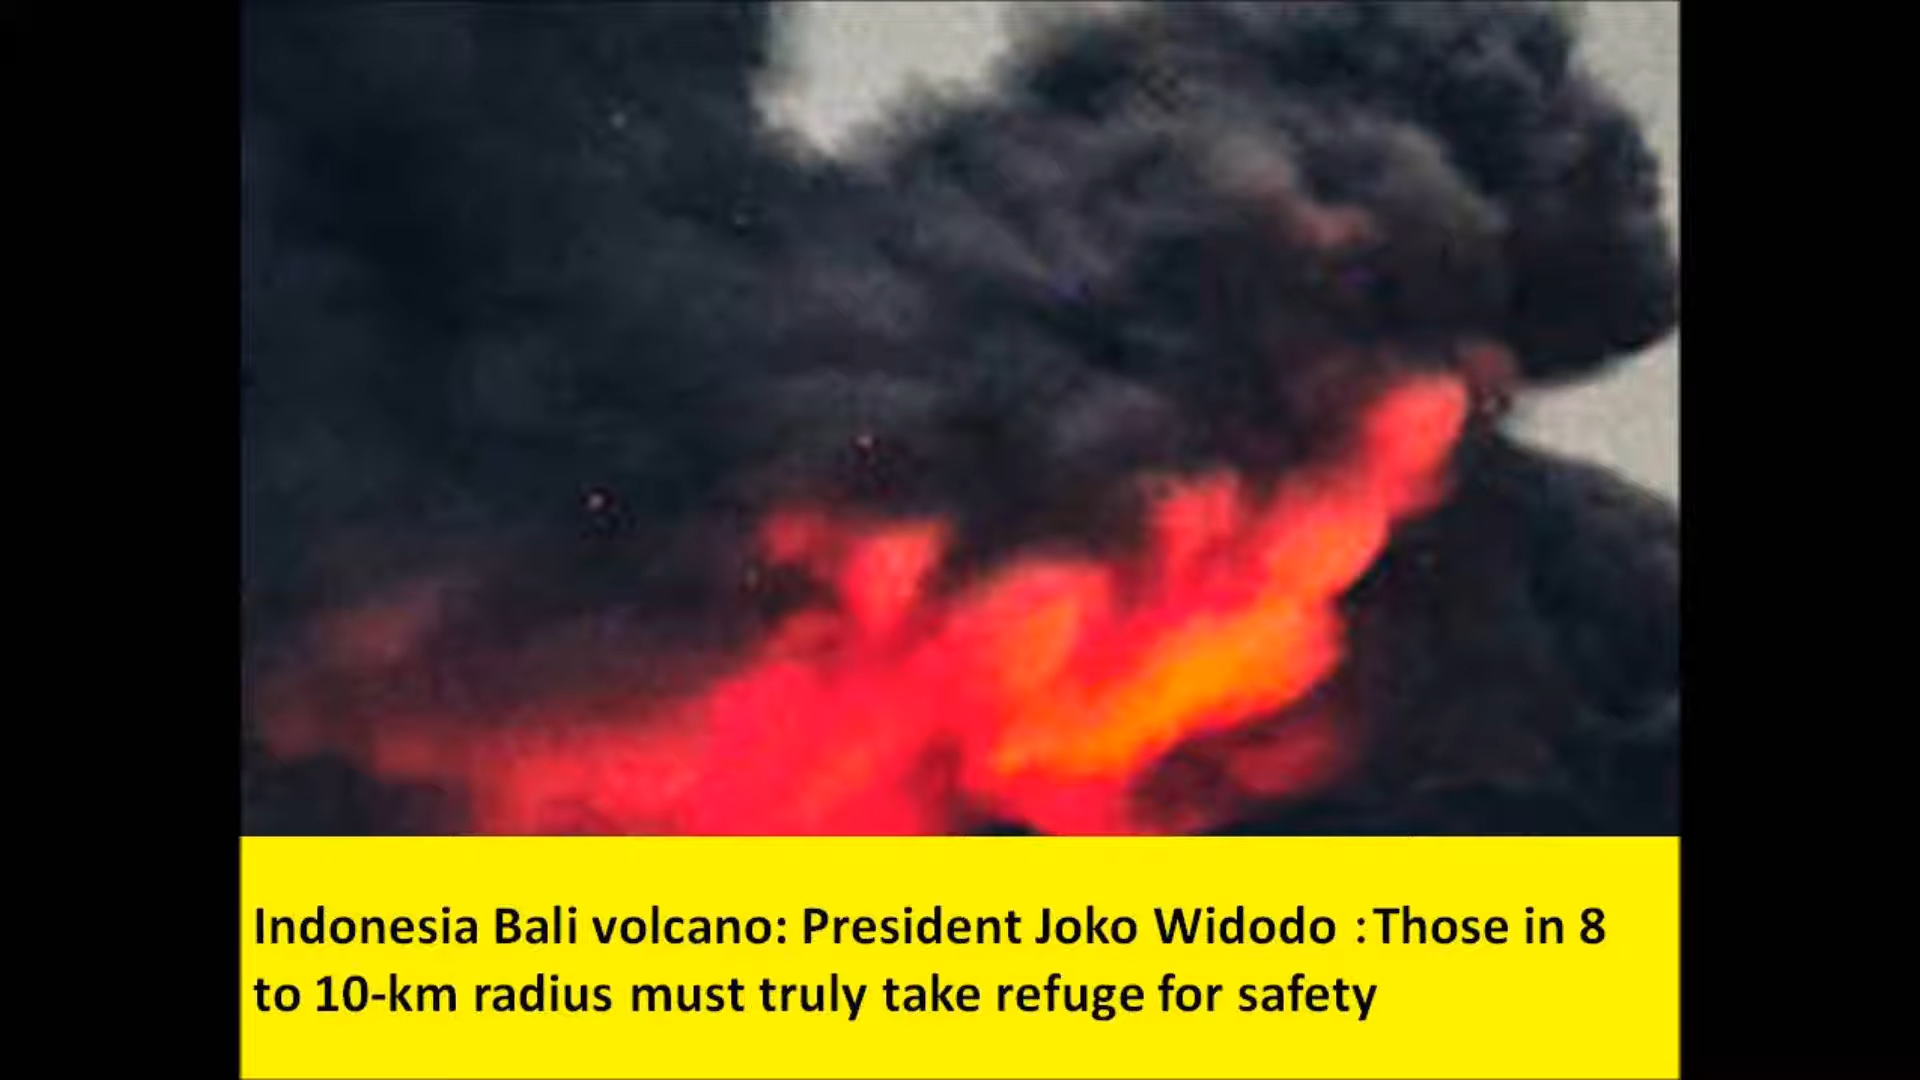 Indonesia Bali volcano: President Joko Widodo : Those in 8
to 10-km radius must truly take refuge for safety